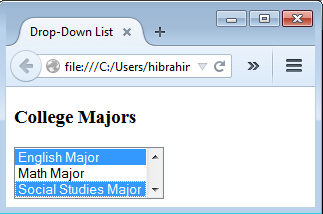 Drop-Down List
file:///C:/Users/hibrahir
College Majors
English Major
Math Major
Social Studies Major